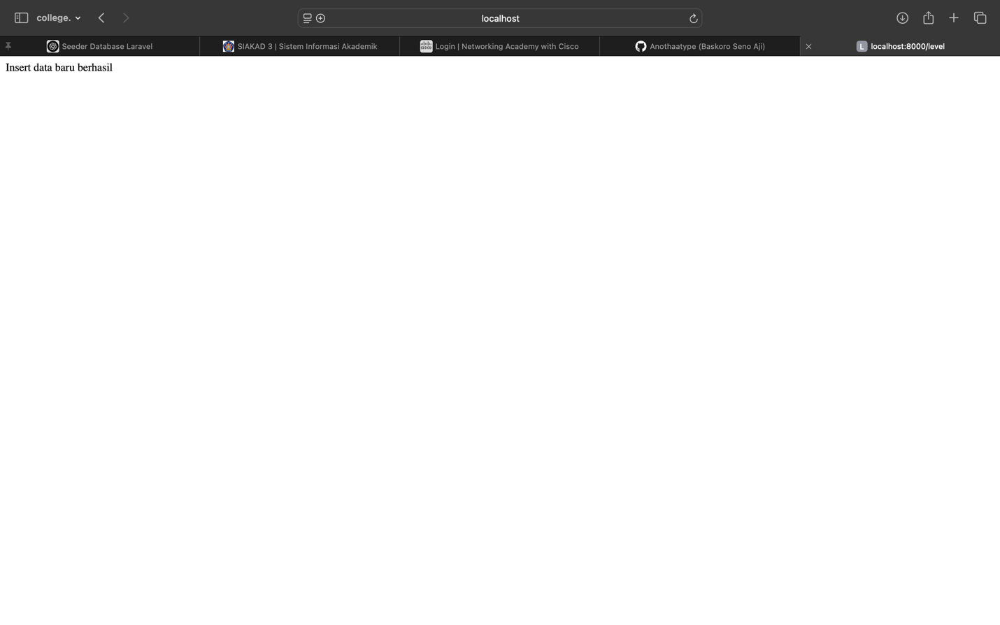 college.
localhost
Seeder Database Laravel
SIAKAD 3 | Sistem Informasi Akademik
cisco
Login | Networking Academy with Cisco
Anothaatype (Baskoro Seno Aji)
L
localhost:8000/level
Insert data baru berhasil